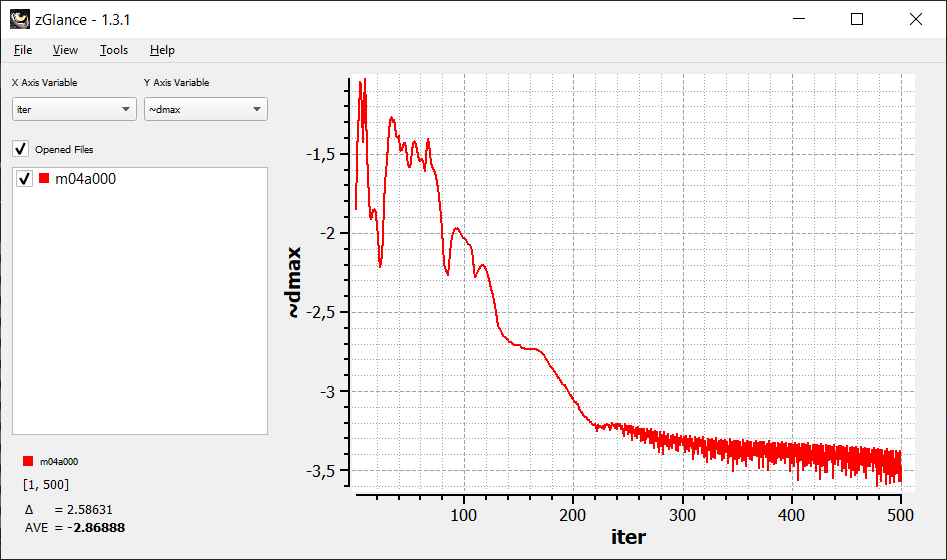 zGlance - 1.3.1
File View Tools Help
X Axis Variable Y Axis Variable
iter ~dmax
Opened Files
m04a000
m04a000
[1, 500]
Δ = 2.58631
AVE = -2.86888
~dmax
-1,5
-2
-2,5
-3
-3,5
100 200 300 400 500
iter